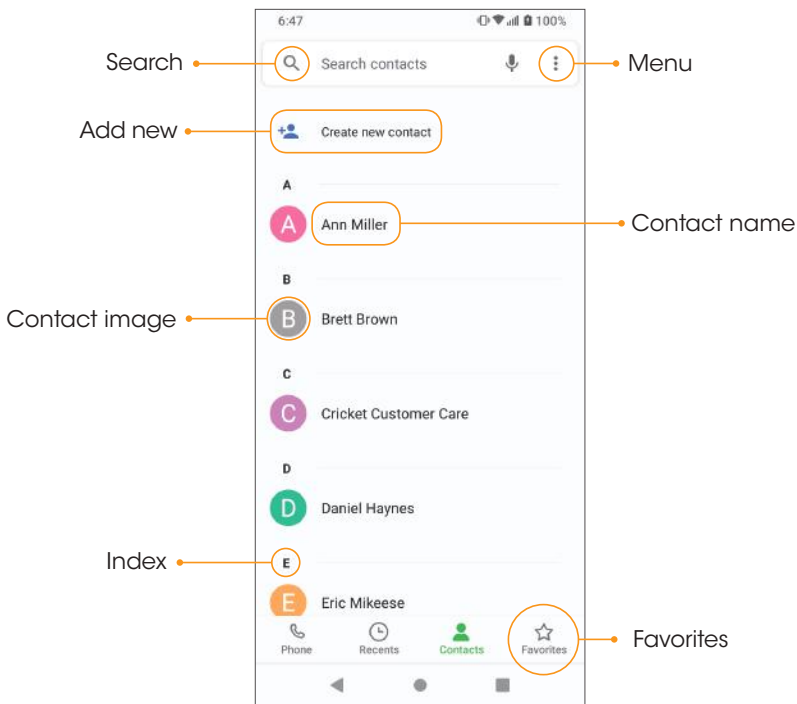 6:47 100%
Search Search contacts Menu
Add new Create new contact
A
A Ann Miller Contact name
B
Contact image B Brett Brown
C
C Cricket Customer Care
D
D Daniel Haynes
Index E
E Eric Mikeese
Phone Recents Contacts Favorites Favorites